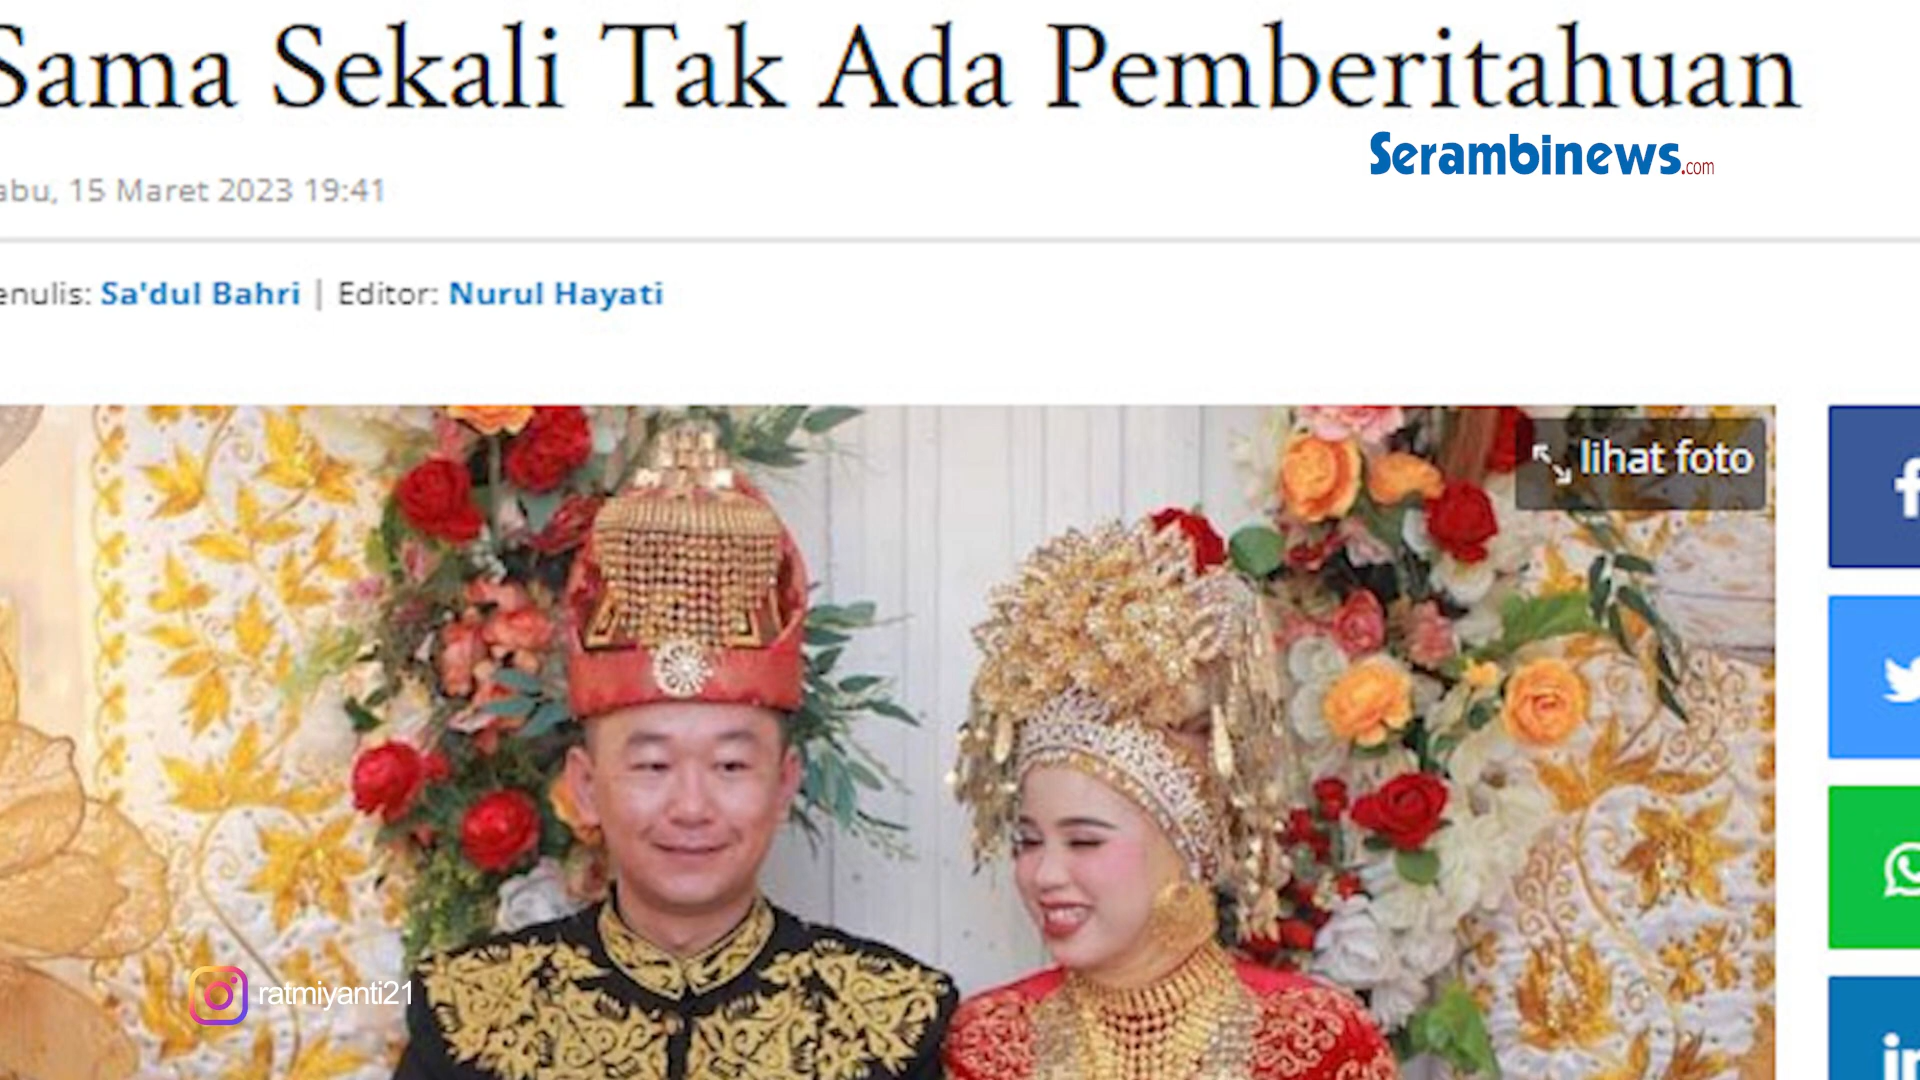 Sama Sekali Tak Ada Pemberitahuan
Serambinews.com
abu, 15 Maret 2023 19:41
enulis: Sa'dul Bahri | Editor: Nurul Hayati
lihat foto
ratmiyanti21
in